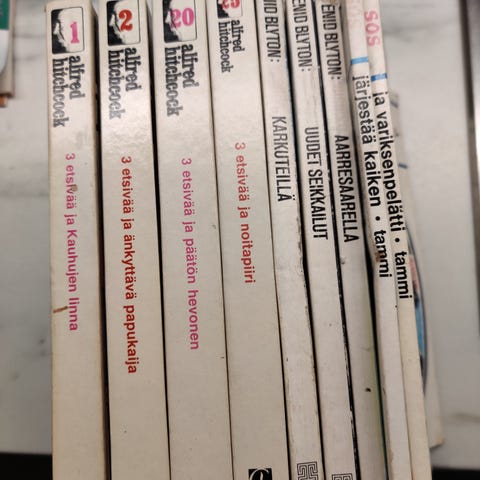 1
alfred
hitchcock
3 etsivää ja Kauhujen linna
2
alfred
hitchcock
3 etsivää ja änkyttävä papukaija
20
alfred
hitchcock
3 etsivää ja päätön hevonen
alfred
hitchcock
3 etsivää ja noitapiiri
ENID BLYTON:
KARKUTEILLÄ
ENID BLYTON:
UUDET SEIKKAILUT
ENID BLYTON:
AARRESAARELLA
SOS
järjestää kaiken • tammi
SOS
ja variksenpelätti • tammi